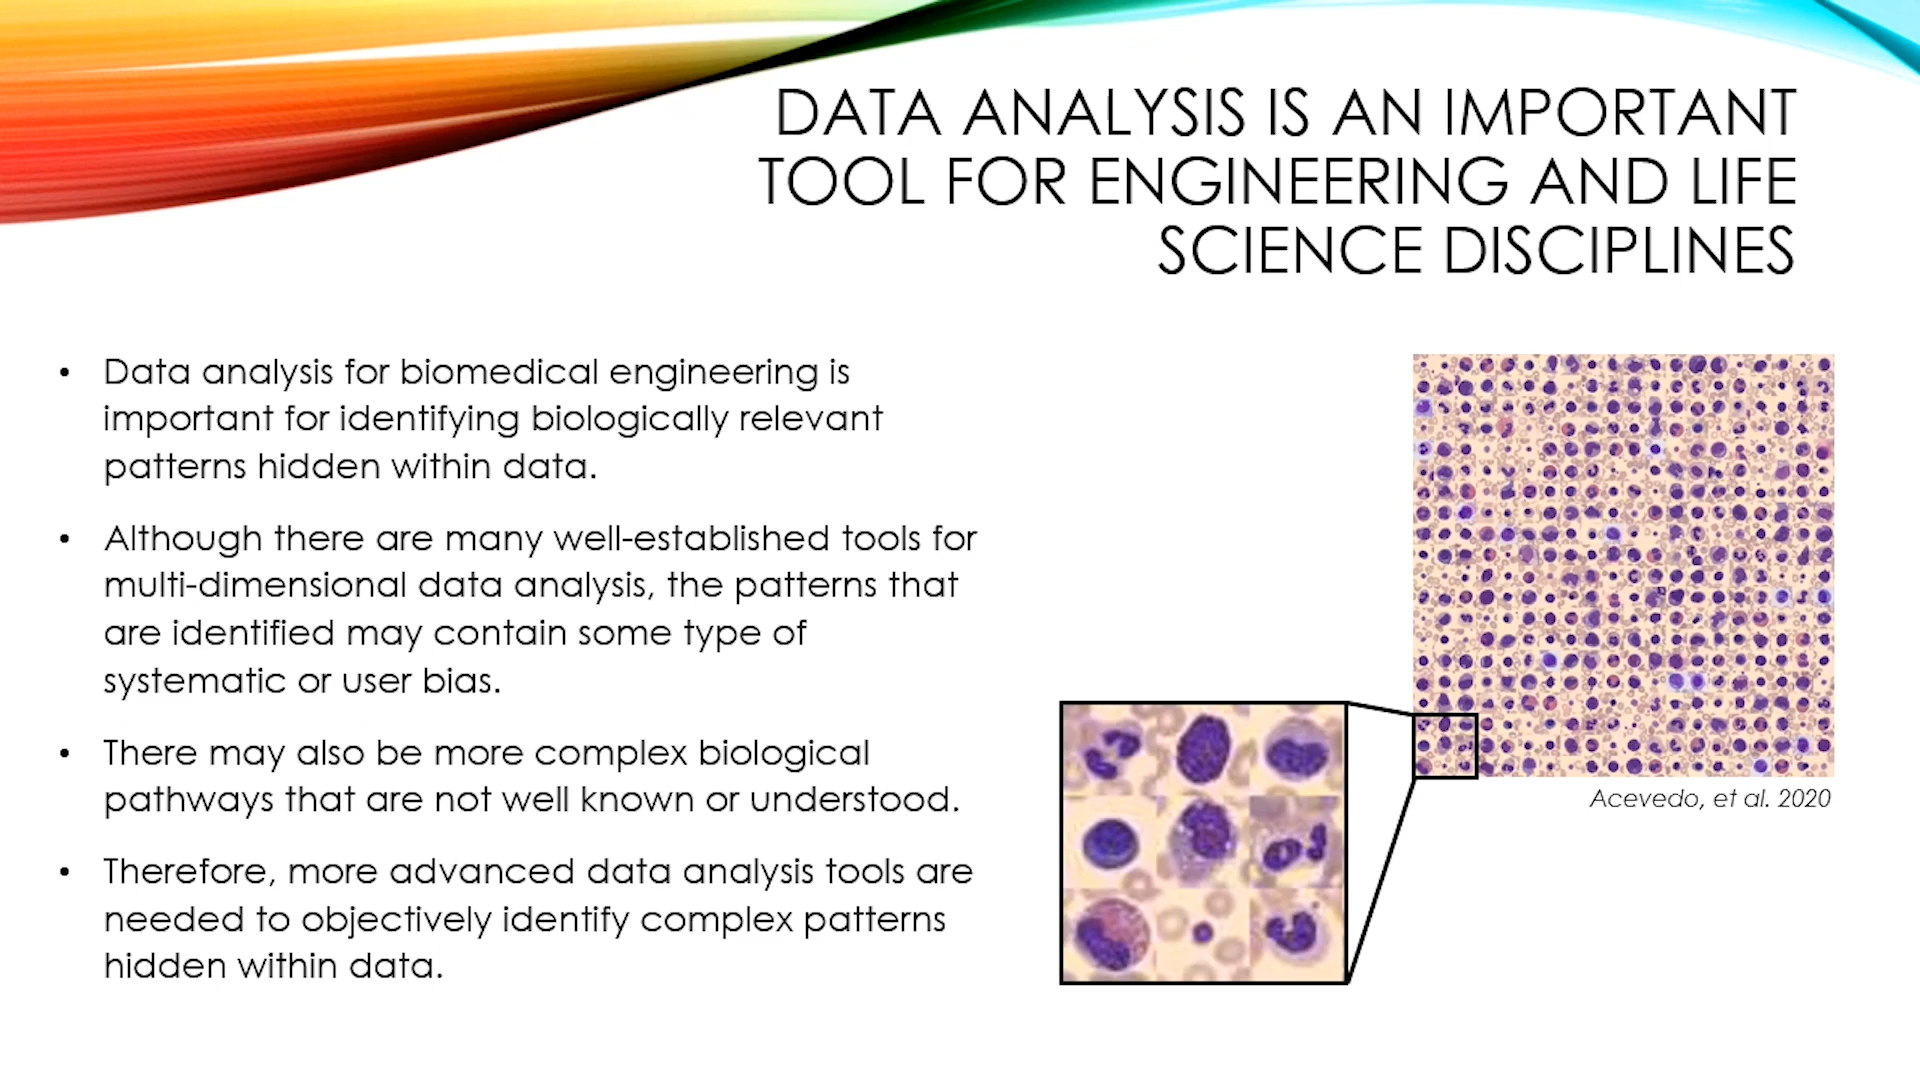 DATA ANALYSIS IS AN IMPORTANT
TOOL FOR ENGINEERING AND LIFE
SCIENCE DISCIPLINES
• Data analysis for biomedical engineering is
important for identifying biologically relevant
patterns hidden within data.
• Although there are many well-established tools for
multi-dimensional data analysis, the patterns that
are identified may contain some type of
systematic or user bias.
• There may also be more complex biological
pathways that are not well known or understood.
• Therefore, more advanced data analysis tools are
needed to objectively identify complex patterns
hidden within data.
Acevedo, et al. 2020